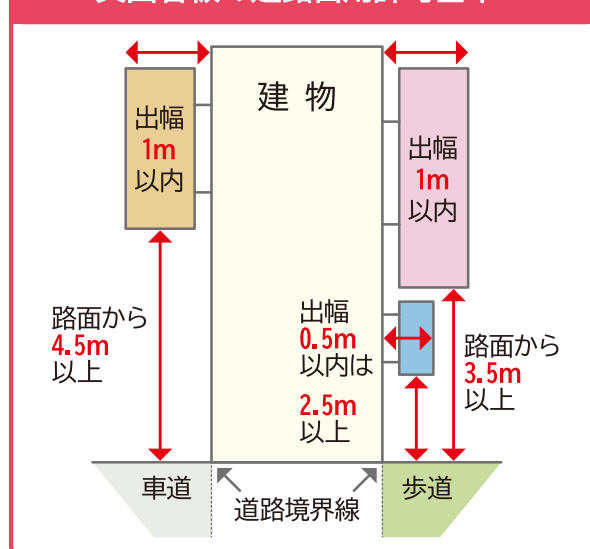 建物
出幅
1m
以内
出幅
1m
以内
路面から
4.5m
以上
出幅
0.5m
以内は
2.5m
以上
路面から
3.5m
以上
車道
道路境界線
歩道